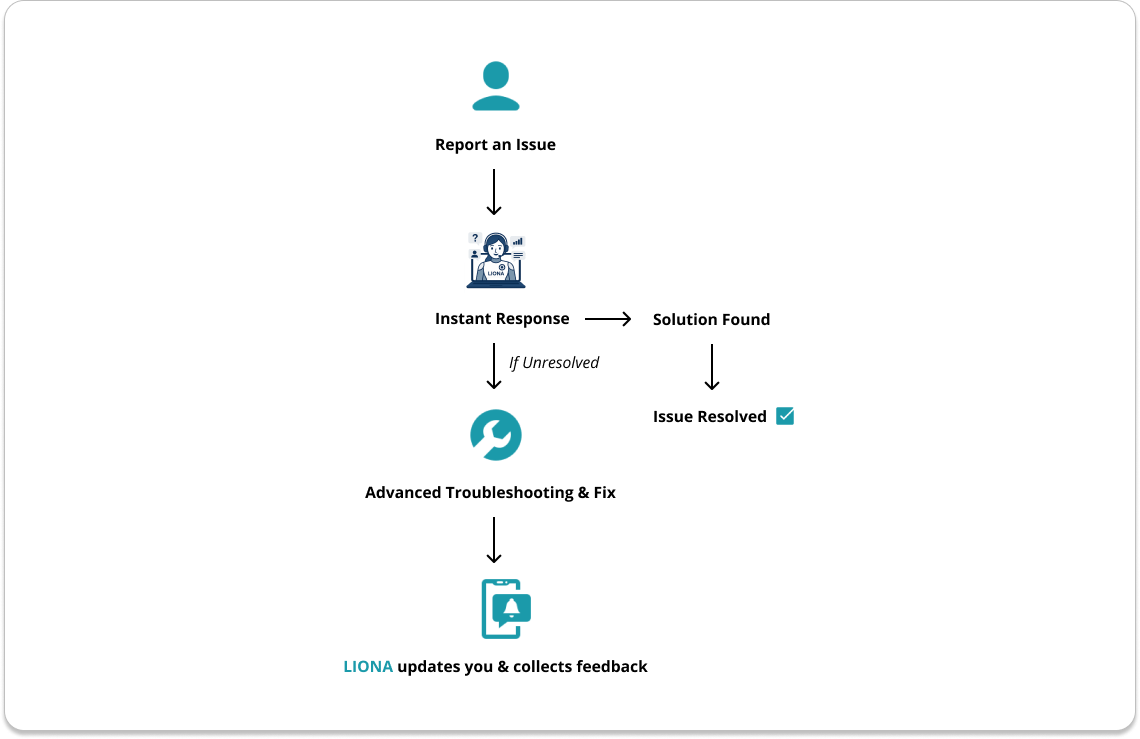 Report an Issue
?
LIONA
Instant Response
Solution Found
If Unresolved
Issue Resolved
Advanced Troubleshooting & Fix
LIONA updates you & collects feedback